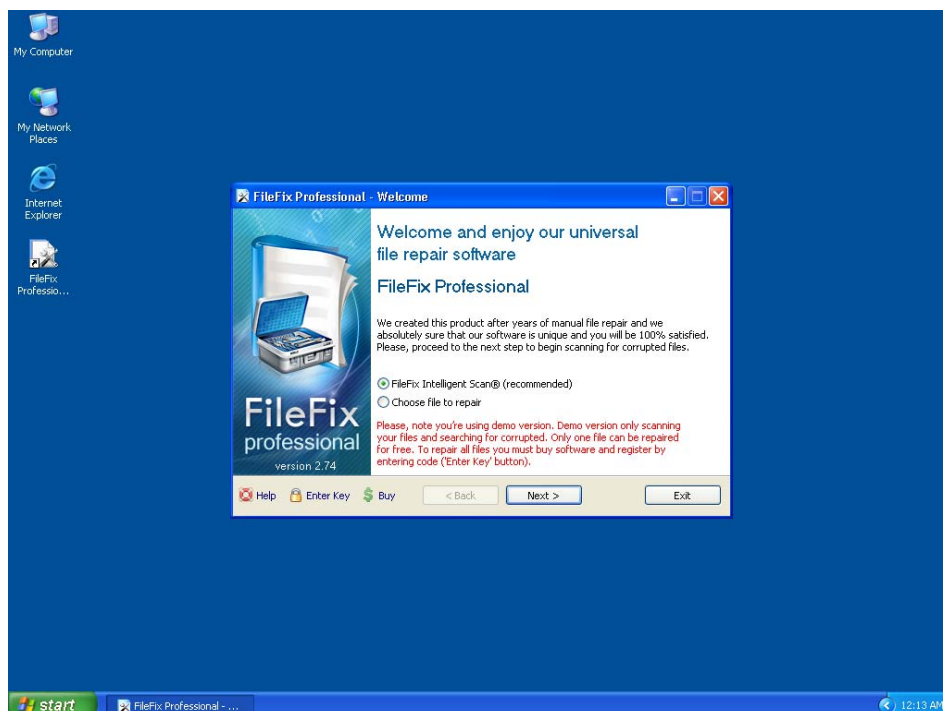 My Computer
My Network
Places
Internet
Explorer
FileFix
Professio...
FileFix Professional - Welcome
Welcome and enjoy our universal
file repair software
FileFix Professional
We created this product after years of manual file repair and we
absolutely sure that our software is unique and you will be 100% satisfied.
Please, proceed to the next step to begin scanning for corrupted files.
FileFix Intelligent Scan® (recommended)
Choose file to repair
Please, note you're using demo version. Demo version only scanning
your files and searching for corrupted. Only one file can be repaired
for free. To repair all files you must buy software and register by
entering code ('Enter Key' button).
FileFix
professional
version 2.74
Help Enter Key $ Buy < Back Next > Exit
start FileFix Professional - ... 12:13 AM